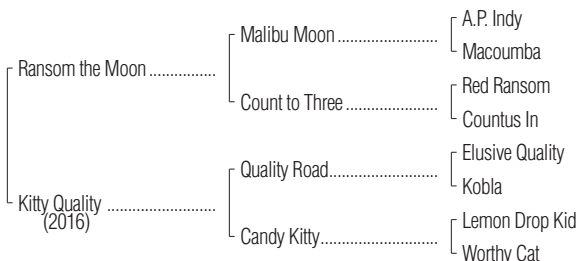 A.P. Indy
Malibu Moon ........................
Macoumba
Ransom the Moon ................
Red Ransom
Count to Three ......................
Countus In
Elusive Quality
Quality Road..........................
Kobla
Kitty Quality ..........................
(2016)
Lemon Drop Kid
Candy Kitty............................
Worthy Cat